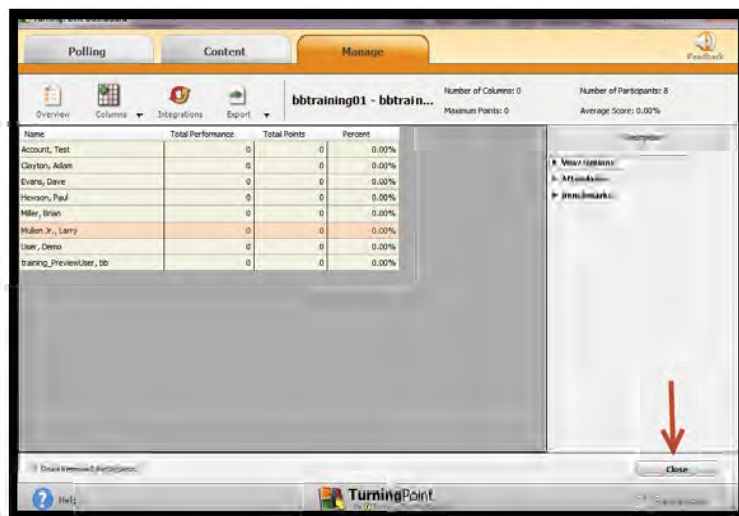 TurningPoint Dashboard
Polling Content Manage
Feedback
Overview Columns Integrations Export
bbtraining01 - bbtrain...
Number of Columns: 0
Maximum Points: 0
Number of Participants: 8
Average Score: 0.00%
Name Total Performance Total Points Percent
Account, Test 0 0 0.00%
Clayton, Adam 0 0 0.00%
Evans, Dave 0 0 0.00%
Hewson, Paul 0 0 0.00%
Miller, Brian 0 0 0.00%
Mullen Jr., Larry 0 0 0.00%
User, Demo 0 0 0.00%
training_PreviewUser, bb 0 0 0.00%
Close
Help
TurningPoint